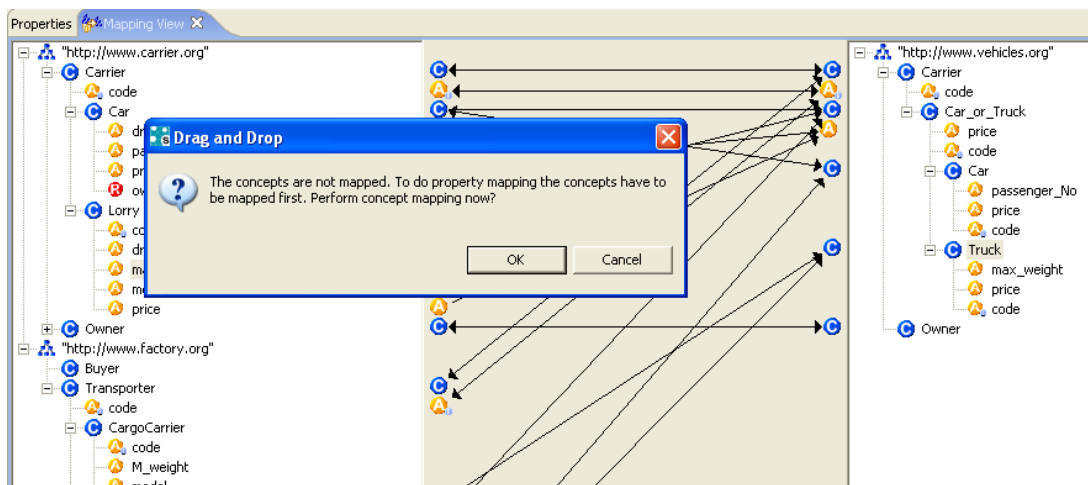 Properties
Mapping View
"http://www.carrier.org"
Carrier
code
Car
ow
Lorry
price
Owner
"http://www.factory.org"
Buyer
Transporter
code
CargoCarrier
code
M_weight
Drag and Drop
The concepts are not mapped. To do property mapping the concepts have to
be mapped first. Perform concept mapping now?
OK
Cancel
"http://www.vehicles.org"
Carrier
code
Car_or_Truck
price
code
Car
passenger_No
price
code
Truck
max_weight
price
code
Owner